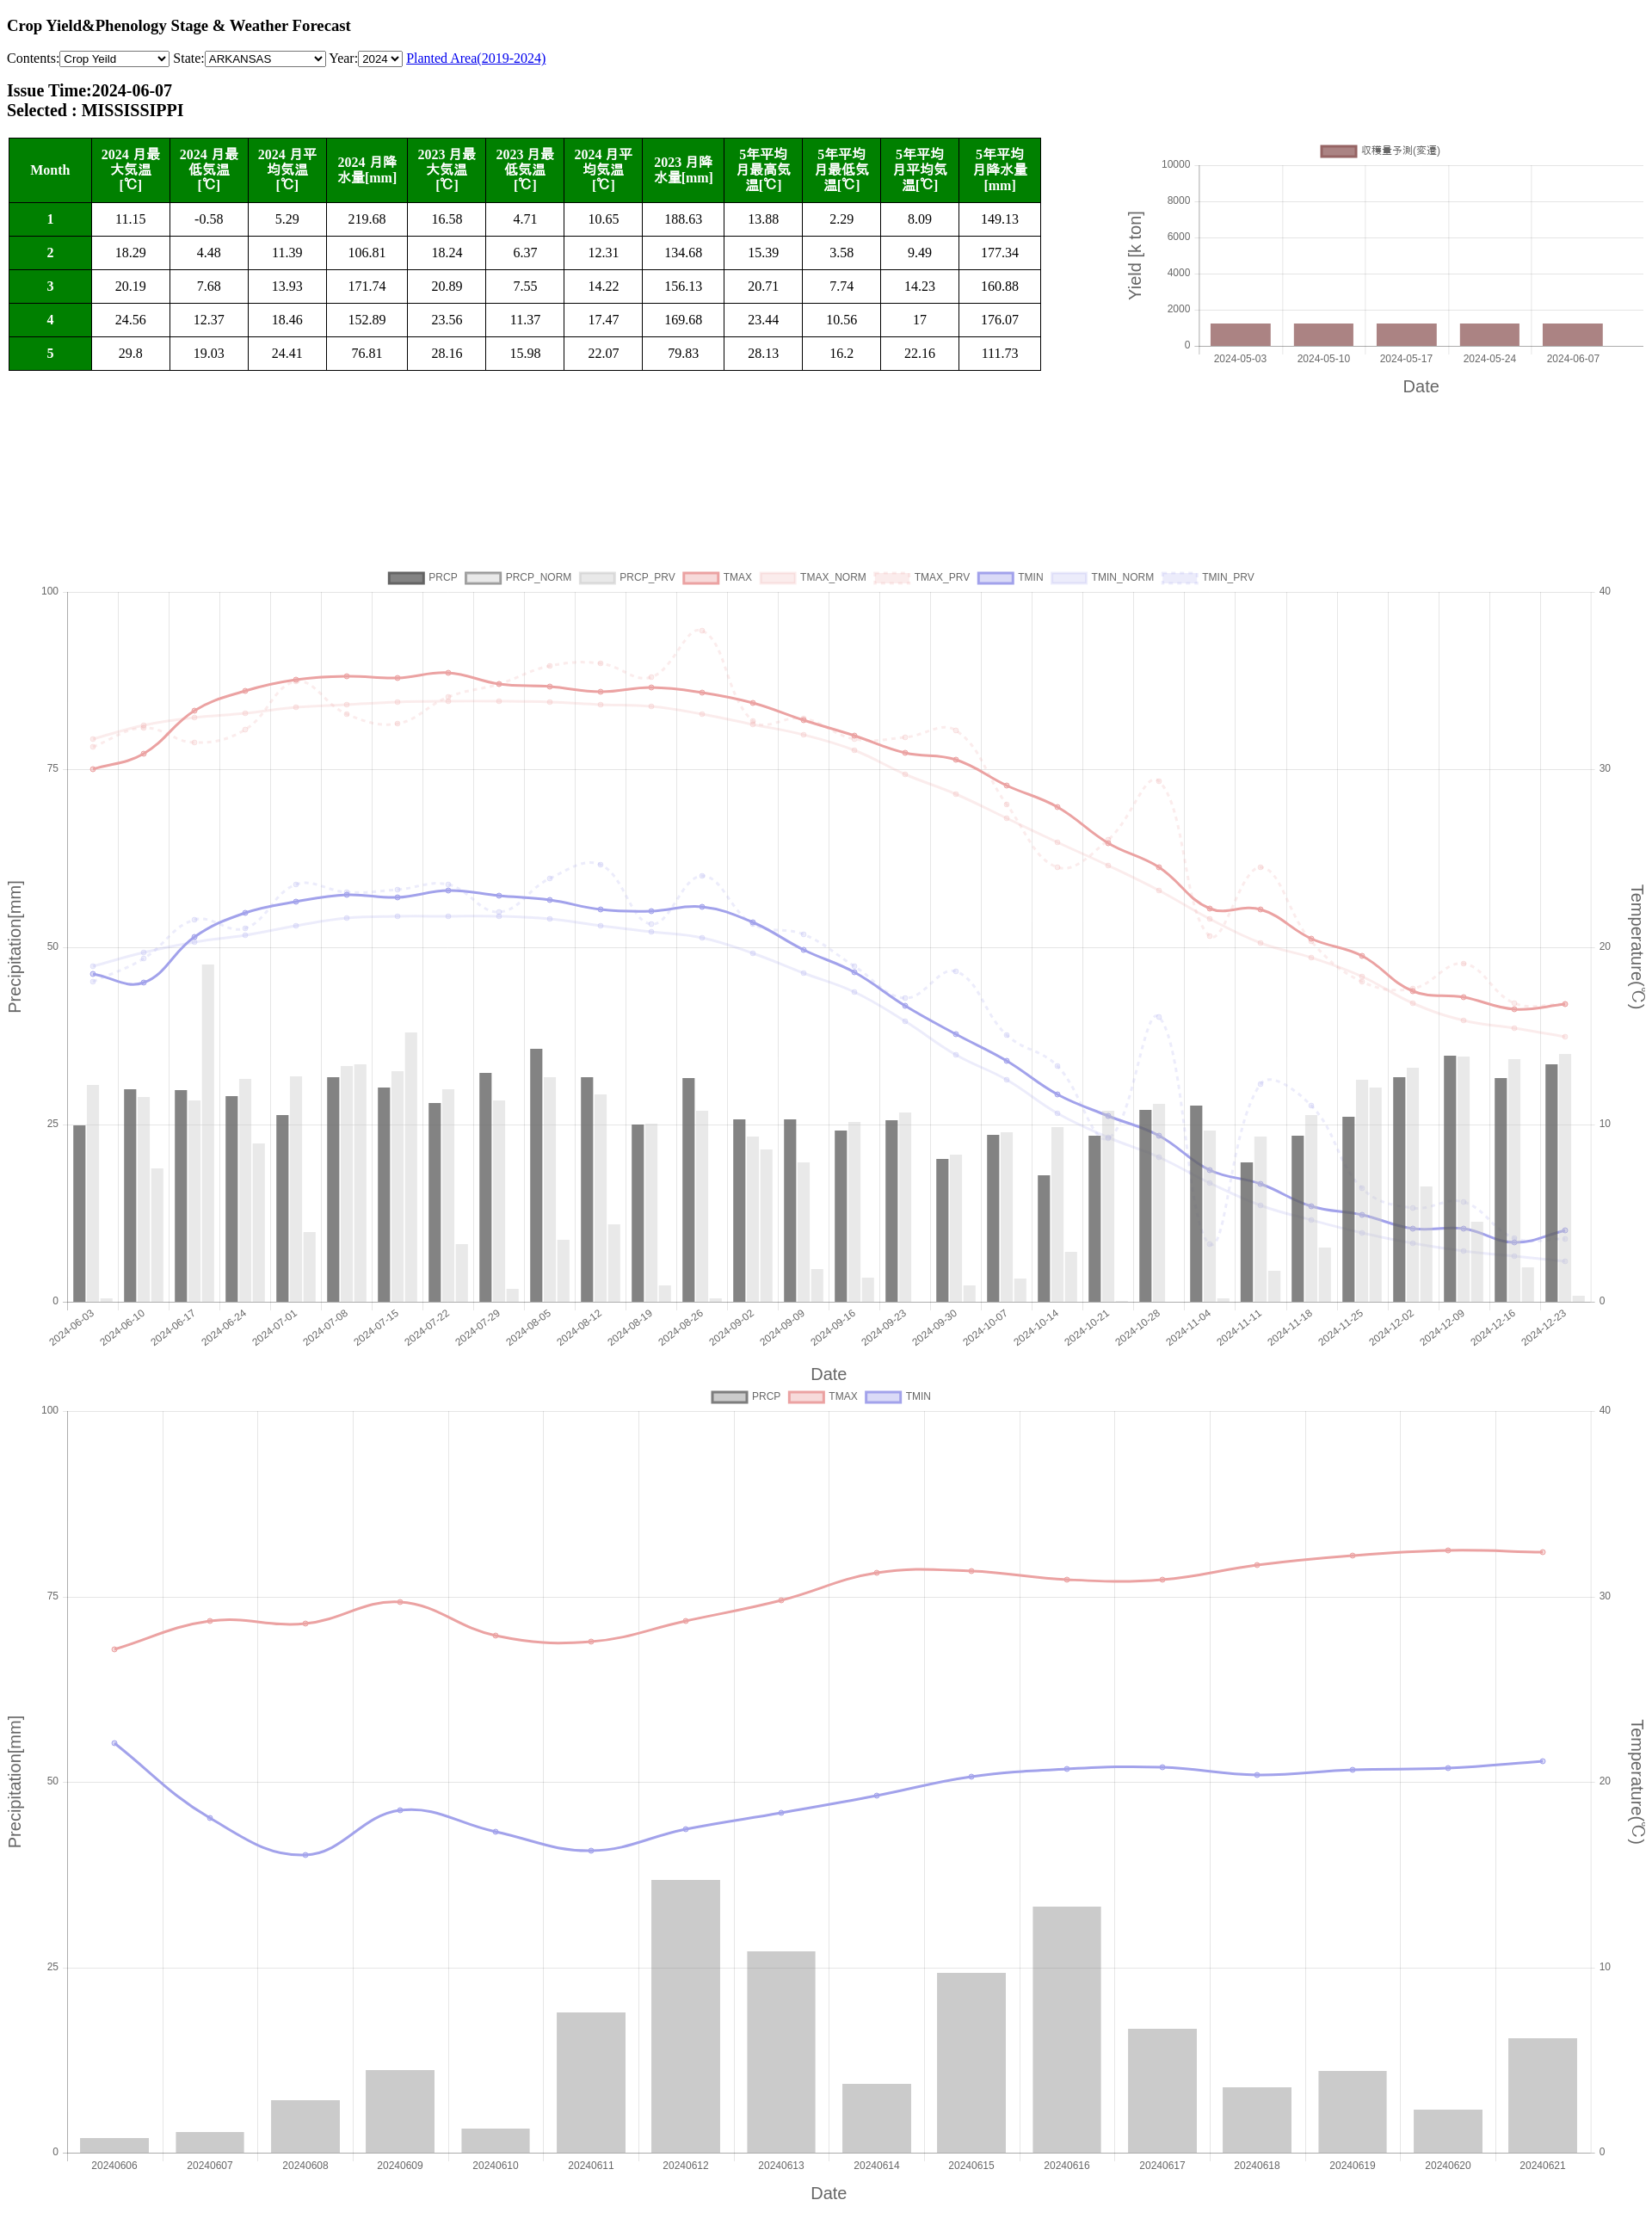 Crop Yield&Phenology Stage & Weather Forecast
Contents: Crop Yeild State: ARKANSAS Year: 2024 Planted Area(2019-2024)
Issue Time:2024-06-07
Selected : MISSISSIPPI
Month 2024 月最大気温[℃] 2024 月最低気温[℃] 2024 月平均気温[℃] 2024 月降水量[mm] 2023 月最大気温[℃] 2023 月最低気温[℃] 2024 月平均気温[℃] 2023 月降水量[mm] 5年平均月最高気温[℃] 5年平均月最低気温[℃] 5年平均月平均気温[℃] 5年平均月降水量[mm]
1 11.15 -0.58 5.29 219.68 16.58 4.71 10.65 188.63 13.88 2.29 8.09 149.13
2 18.29 4.48 11.39 106.81 18.24 6.37 12.31 134.68 15.39 3.58 9.49 177.34
3 20.19 7.68 13.93 171.74 20.89 7.55 14.22 156.13 20.71 7.74 14.23 160.88
4 24.56 12.37 18.46 152.89 23.56 11.37 17.47 169.68 23.44 10.56 17 176.07
5 29.8 19.03 24.41 76.81 28.16 15.98 22.07 79.83 28.13 16.2 22.16 111.73
収穫量予測(変遷)
Yield [k ton]
10000
8000
6000
4000
2000
0
2024-05-03 2024-05-10 2024-05-17 2024-05-24 2024-06-07
Date
PRCP PRCP_NORM PRCP_PRV TMAX TMAX_NORM TMAX_PRV TMIN TMIN_NORM TMIN_PRV
Precipitation[mm]
100
75
50
25
0
40
30
20
10
0
Temperature(℃)
2024-06-03 2024-06-10 2024-06-17 2024-06-24 2024-07-01 2024-07-08 2024-07-15 2024-07-22 2024-07-29 2024-08-05 2024-08-12 2024-08-19 2024-08-26 2024-09-02 2024-09-09 2024-09-16 2024-09-23 2024-09-30 2024-10-07 2024-10-14 2024-10-21 2024-10-28 2024-11-04 2024-11-11 2024-11-18 2024-11-25 2024-12-02 2024-12-09 2024-12-16 2024-12-23
Date
PRCP TMAX TMIN
Precipitation[mm]
100
75
50
25
0
40
30
20
10
0
Temperature(℃)
20240606 20240607 20240608 20240609 20240610 20240611 20240612 20240613 20240614 20240615 20240616 20240617 20240618 20240619 20240620 20240621
Date